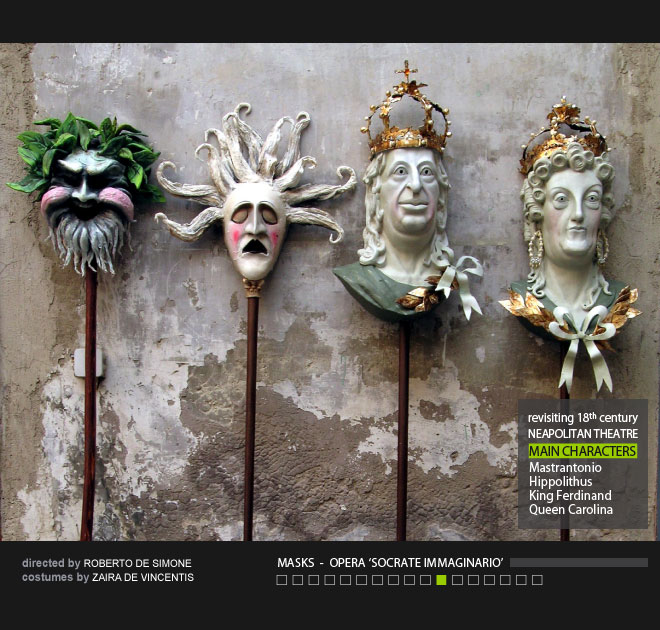 revisiting 18th century
NEAPOLITAN THEATRE
MAIN CHARACTERS
Mastrantonio
Hippolithus
King Ferdinand
Queen Carolina
directed by ROBERTO DE SIMONE
costumes by ZAIRA DE VINCENTIS
MASKS - OPERA ‘SOCRATE IMMAGINARIO’